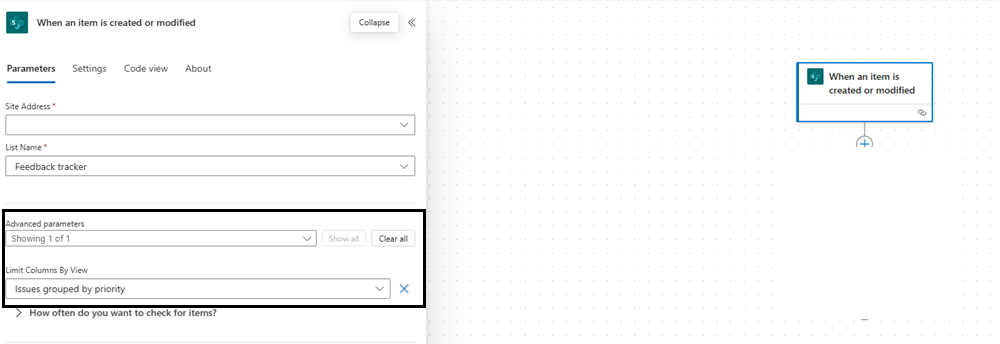 When an item is created or modified
Collapse
Parameters Settings Code view About
Site Address *
List Name *
Feedback tracker
Advanced parameters
Showing 1 of 1 Show all Clear all
Limit Columns By View
Issues grouped by priority
How often do you want to check for items?
When an item is
created or modified